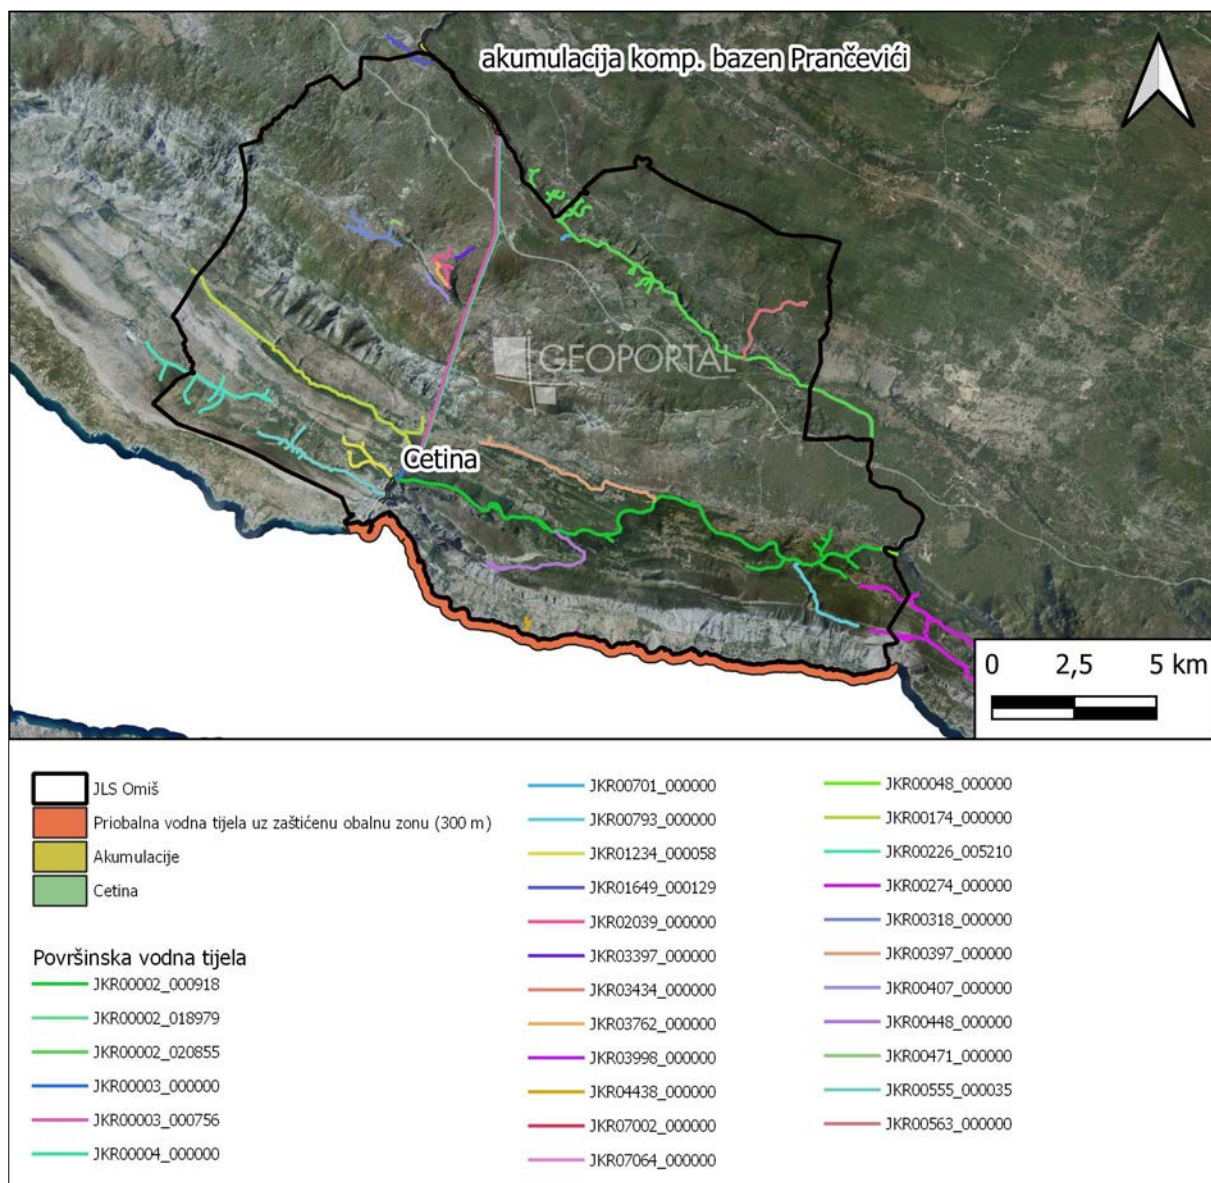 akumulacija komp. bazen Prančevići
GEOPORTAL
Cetina
0 2,5 5 km
JLS Omiš
Priobalna vodna tijela uz zaštićenu obalnu zonu (300 m)
Akumulacije
Cetina
Površinska vodna tijela
JKR00002_000918
JKR00002_018979
JKR00002_020855
JKR00003_000000
JKR00003_000756
JKR00004_000000
JKR00701_000000
JKR00793_000000
JKR01234_000058
JKR01649_000129
JKR02039_000000
JKR03397_000000
JKR03434_000000
JKR03762_000000
JKR03998_000000
JKR04438_000000
JKR07002_000000
JKR07064_000000
JKR00048_000000
JKR00174_000000
JKR00226_005210
JKR00274_000000
JKR00318_000000
JKR00397_000000
JKR00407_000000
JKR00448_000000
JKR00471_000000
JKR00555_000035
JKR00563_000000